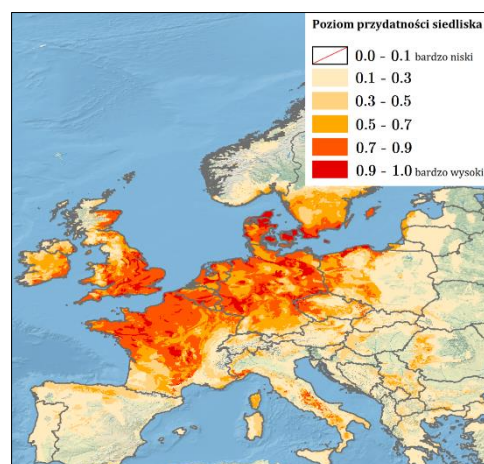 Poziom przydatności siedliska
0.0 - 0.1 bardzo niski
0.1 - 0.3
0.3 - 0.5
0.5 - 0.7
0.7 - 0.9
0.9 - 1.0 bardzo wysoki